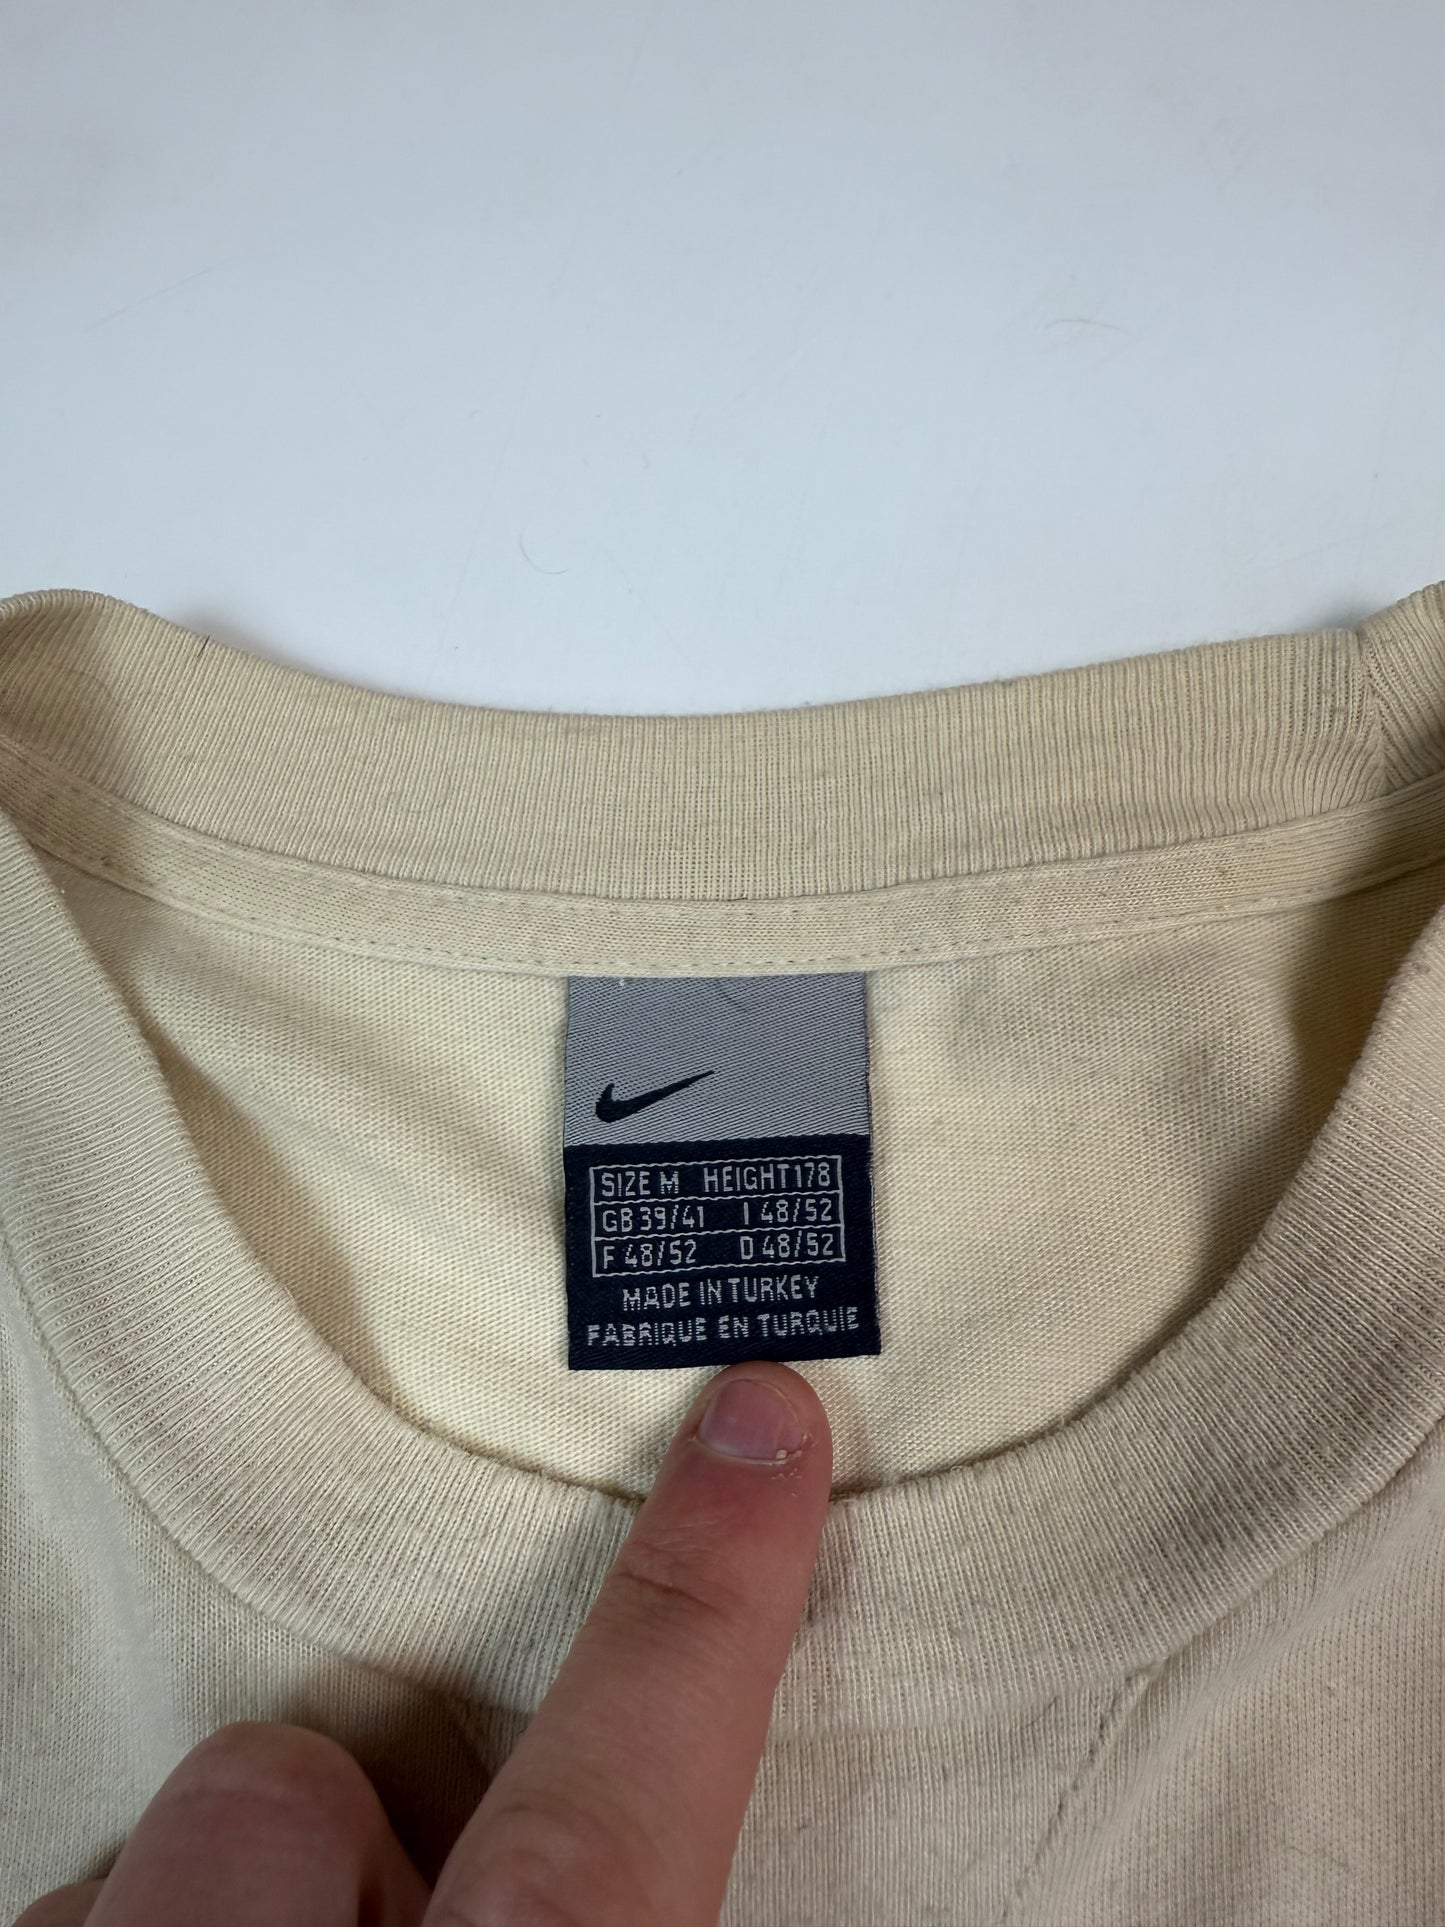 SIZE M HEIGHT 178
GB 39/41 I 48/52
F 48/52 D 48/52
MADE IN TURKEY
FABRIQUE EN TURQUIE